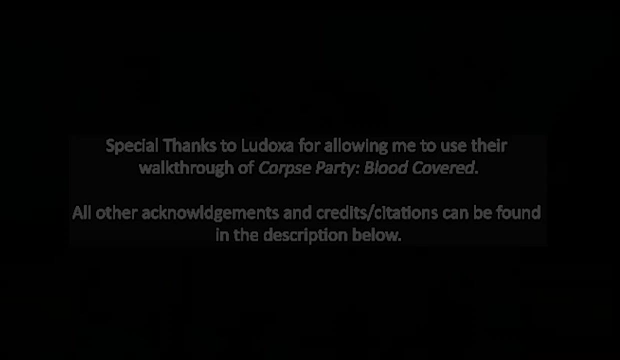 Special Thanks to Ludoxa for allowing me to use their
walkthrough of Corpse Party: Blood Covered.
All other acknowldgements and credits/citations can be found
in the description below.